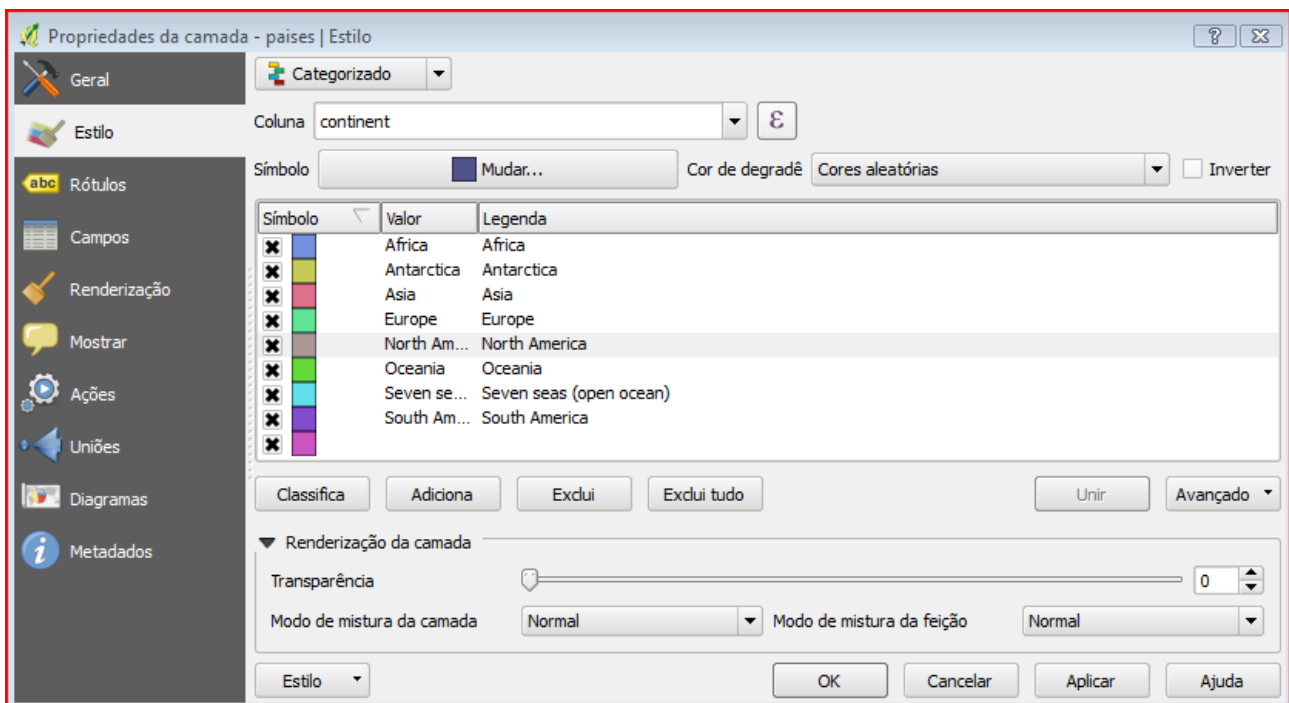 Propriedades da camada - paises | Estilo
Geral
Estilo
abc Rótulos
Campos
Renderização
Mostrar
Ações
Uniões
Diagramas
Metadados
Categorizado
Coluna continent ε
Símbolo Mudar... Cor de degradê Cores aleatórias Inverter
Símbolo Valor Legenda
Africa Africa
Antarctica Antarctica
Asia Asia
Europe Europe
North Am... North America
Oceania Oceania
Seven se... Seven seas (open ocean)
South Am... South America
Classifica Adiciona Exclui Exclui tudo Unir Avançado
Renderização da camada
Transparência 0
Modo de mistura da camada Normal Modo de mistura da feição Normal
Estilo OK Cancelar Aplicar Ajuda